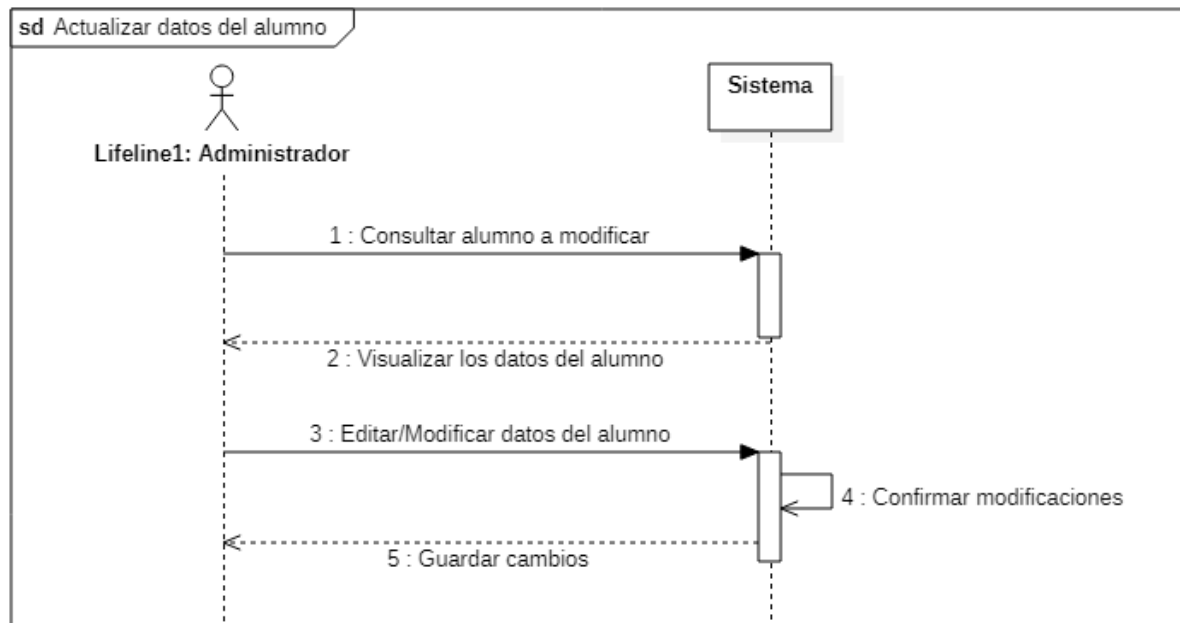 sd Actualizar datos del alumno
Sistema
Lifeline1: Administrador
1 : Consultar alumno a modificar
2 : Visualizar los datos del alumno
3 : Editar/Modificar datos del alumno
4 : Confirmar modificaciones
5 : Guardar cambios